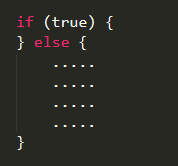 if (true) {
} else {
    .....
    .....
    .....
    .....
}